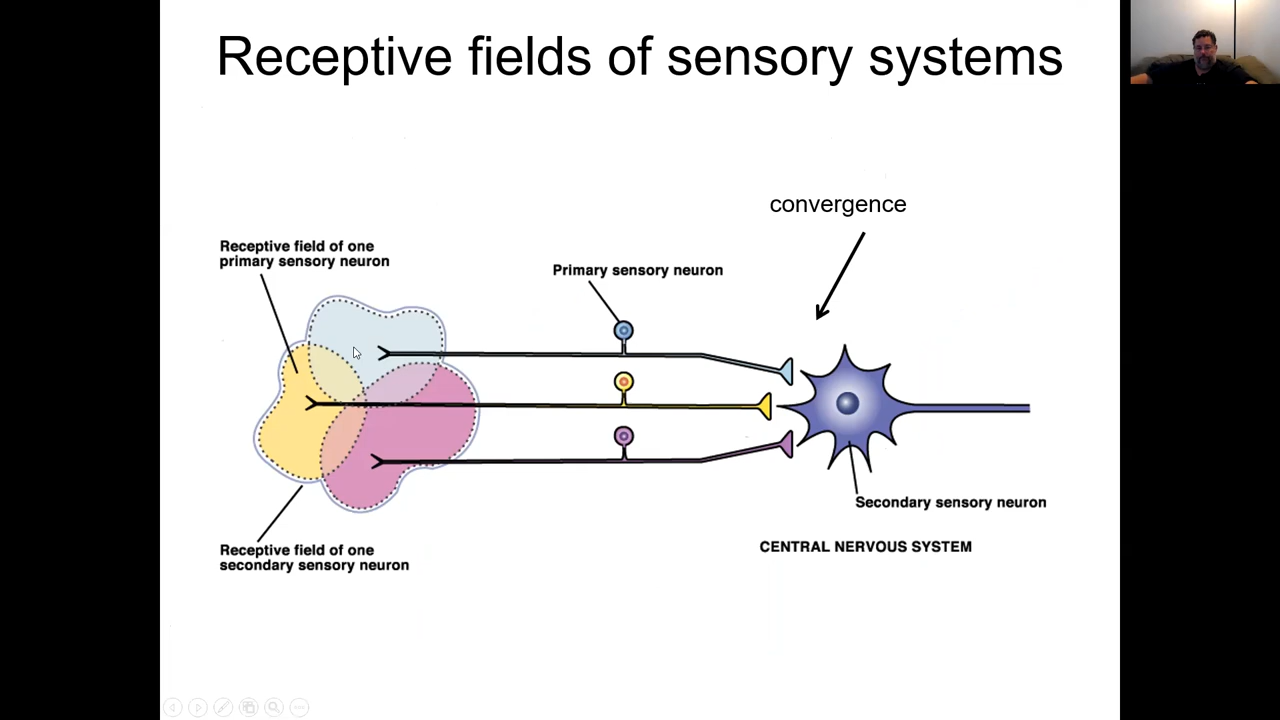 Receptive fields of sensory systems
convergence
Receptive field of one
primary sensory neuron
Primary sensory neuron
Secondary sensory neuron
Receptive field of one
secondary sensory neuron
CENTRAL NERVOUS SYSTEM